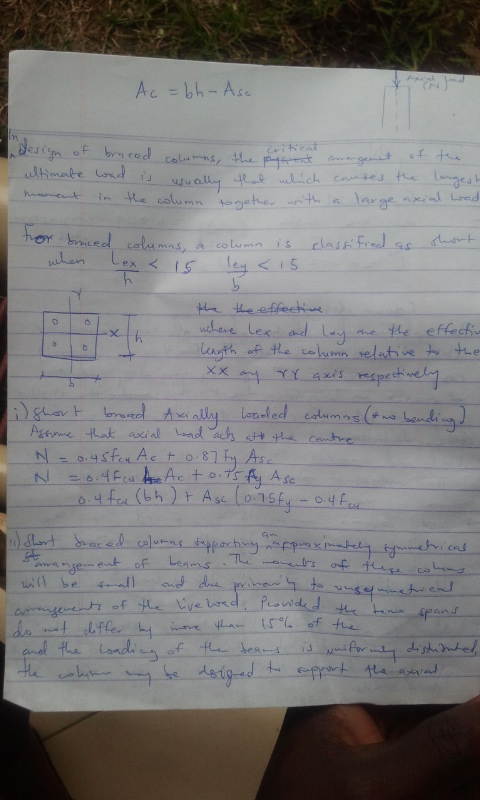 Axial load
(N)
Ac = bh - Asc
In
design of braced columns, the critical arrangement of the
ultimate load is usually that which causes the largest
moment in the column together with a large axial load
For braced columns, a column is classified as short
when Lex/h < 15 Ley/b < 15
Y
X
h
b
the the effective
where Lex and Ley are the effective
length of the column relative to the
XX any YY axis respectively
i) Short braced Axially loaded columns (no bending)
Assume that axial load acts at the centre
N = 0.45fcu Ac + 0.87fy Asc
N = 0.4fcu Ac + 0.75fy Asc
0.4fcu (bh) + Asc (0.75fy - 0.4fcu
ii) Short braced columns supporting an approximately symmetrical
arrangement of beams. The moments of these columns
will be small and due primarily to unsymmetrical
arrangements of the live load. Provided the beam spans
do not differ by more than 15% of the
and the loading of the beams is uniformly distributed,
the column may be designed to support the axial